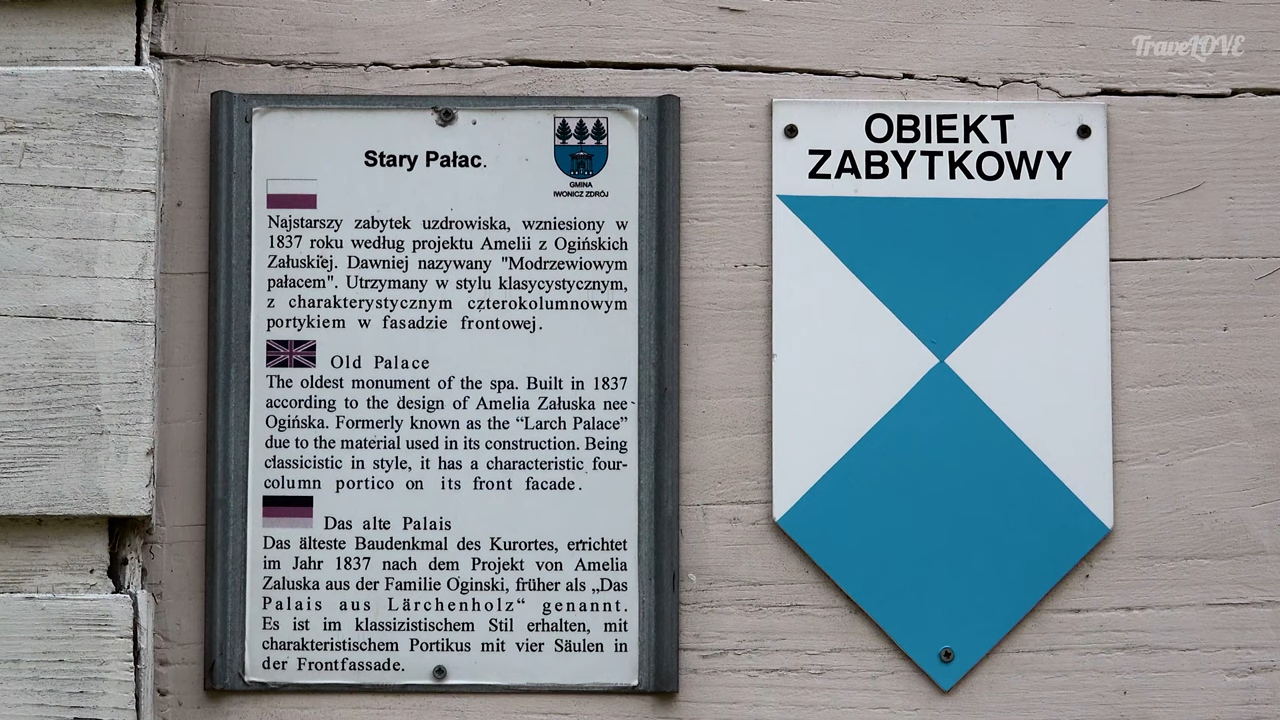 TraveLOVE
Stary Pałac.
GMINA
IWONICZ ZDRÓJ
Najstarszy zabytek uzdrowiska, wzniesiony w
1837 roku według projektu Amelii z Ogińskich
Załuskiej. Dawniej nazywany "Modrzewiowym
pałacem". Utrzymany w stylu klasycystycznym,
z charakterystycznym czterokolumnowym
portykiem w fasadzie frontowej.
Old Palace
The oldest monument of the spa. Built in 1837
according to the design of Amelia Załuska nee
Ogińska. Formerly known as the “Larch Palace”
due to the material used in its construction. Being
classicistic in style, it has a characteristic four-
column portico on its front facade.
Das alte Palais
Das älteste Baudenkmal des Kurortes, errichtet
im Jahr 1837 nach dem Projekt von Amelia
Zaluska aus der Familie Oginski, früher als „Das
Palais aus Lärchenholz“ genannt.
Es ist im klassizistischem Stil erhalten, mit
charakteristischem Portikus mit vier Säulen in
der Frontfassade.
OBIEKT
ZABYTKOWY